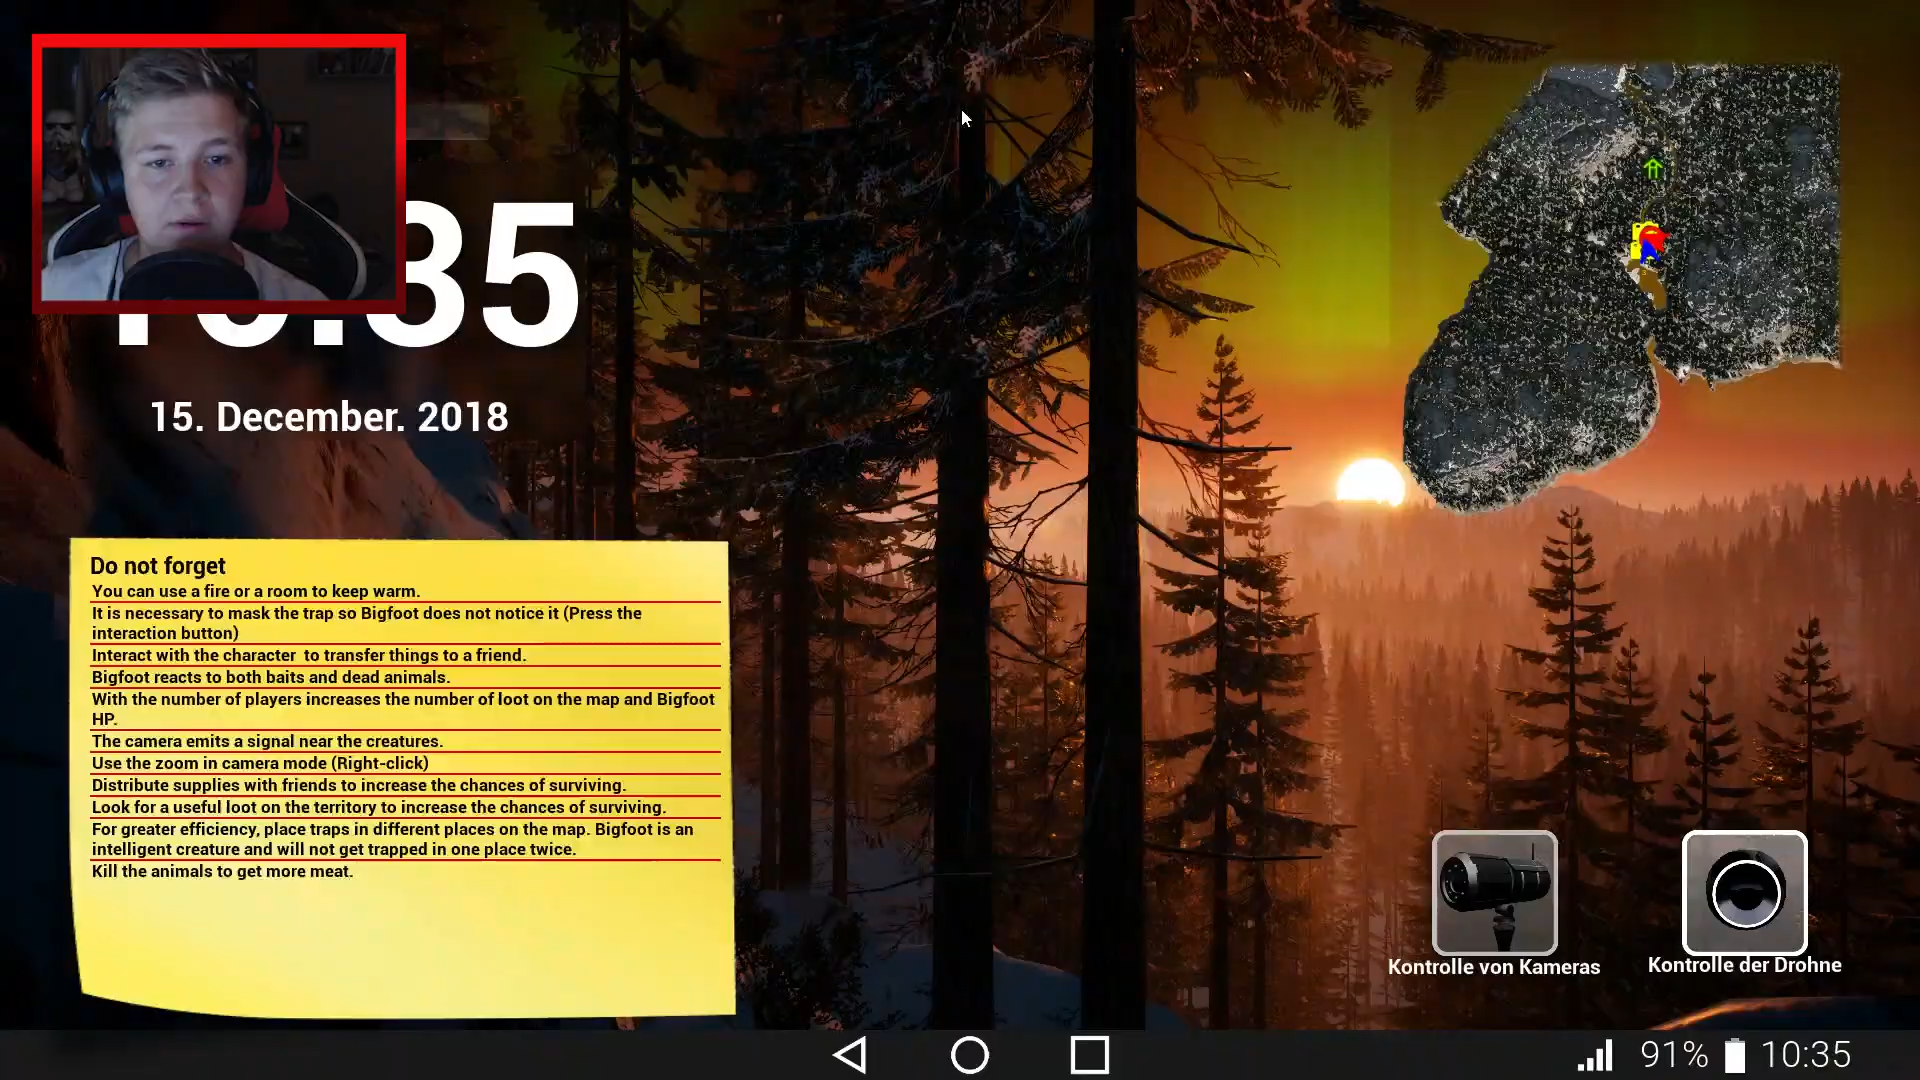 :35
15. December. 2018
Do not forget
You can use a fire or a room to keep warm.
It is necessary to mask the trap so Bigfoot does not notice it (Press the
interaction button)
Interact with the character  to transfer things to a friend.
Bigfoot reacts to both baits and dead animals.
With the number of players increases the number of loot on the map and Bigfoot
HP.
The camera emits a signal near the creatures.
Use the zoom in camera mode (Right-click)
Distribute supplies with friends to increase the chances of surviving.
Look for a useful loot on the territory to increase the chances of surviving.
For greater efficiency, place traps in different places on the map. Bigfoot is an
intelligent creature and will not get trapped in one place twice.
Kill the animals to get more meat.
Kontrolle von Kameras
Kontrolle der Drohne
91% 10:35